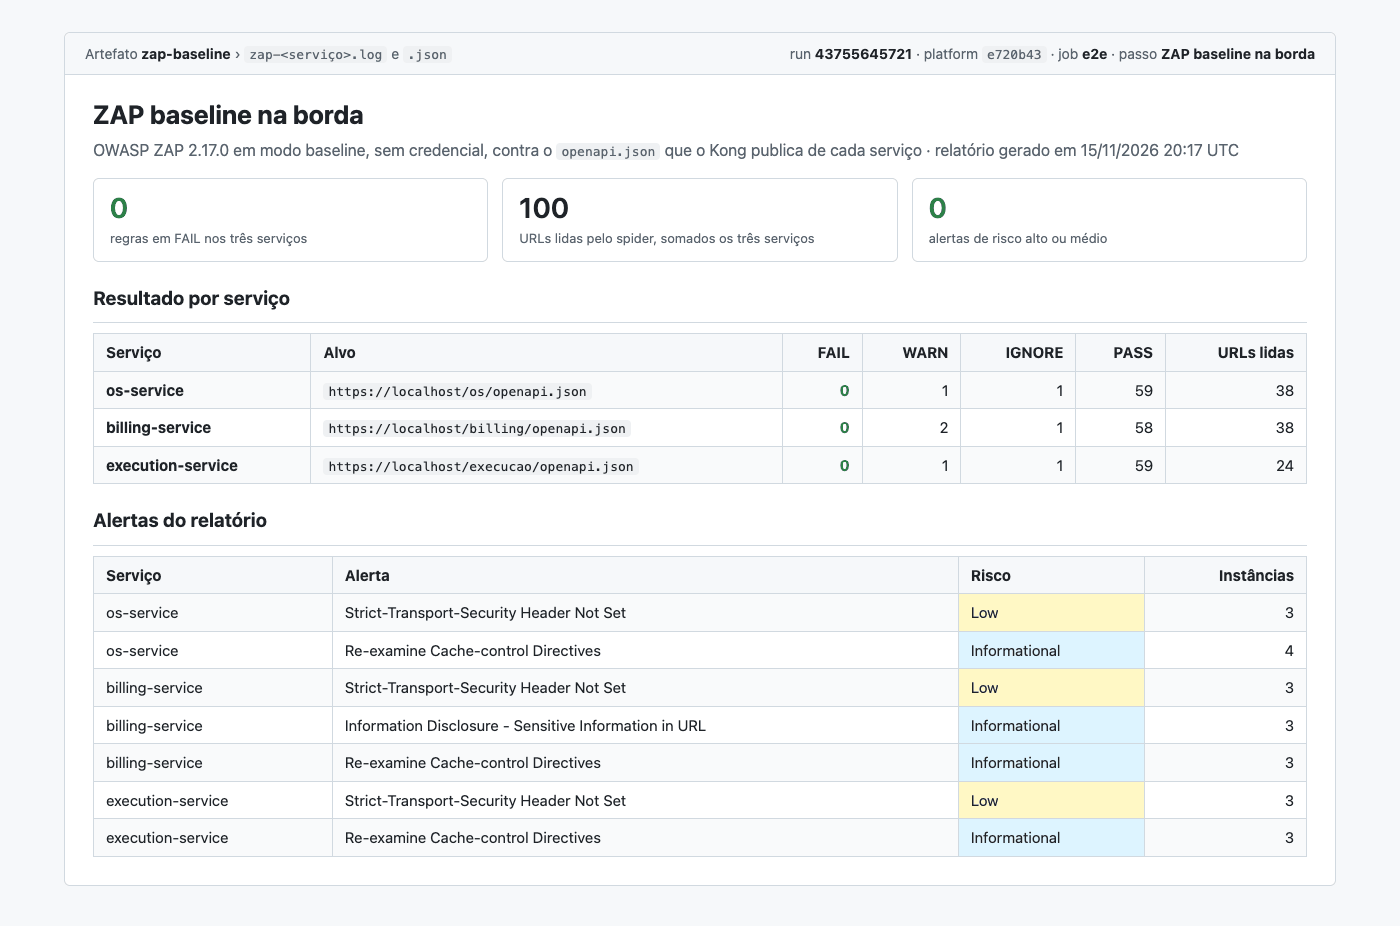 Artefato zap-baseline › zap-<serviço>.log e .json
run 43755645721 · platform e720b43 · job e2e · passo ZAP baseline na borda
ZAP baseline na borda
OWASP ZAP 2.17.0 em modo baseline, sem credencial, contra o openapi.json que o Kong publica de cada serviço · relatório gerado em 15/11/2026 20:17 UTC
0
regras em FAIL nos três serviços
100
URLs lidas pelo spider, somados os três serviços
0
alertas de risco alto ou médio
Resultado por serviço
Serviço Alvo FAIL WARN IGNORE PASS URLs lidas
os-service https://localhost/os/openapi.json 0 1 1 59 38
billing-service https://localhost/billing/openapi.json 0 2 1 58 38
execution-service https://localhost/execucao/openapi.json 0 1 1 59 24
Alertas do relatório
Serviço Alerta Risco Instâncias
os-service Strict-Transport-Security Header Not Set Low 3
os-service Re-examine Cache-control Directives Informational 4
billing-service Strict-Transport-Security Header Not Set Low 3
billing-service Information Disclosure - Sensitive Information in URL Informational 3
billing-service Re-examine Cache-control Directives Informational 3
execution-service Strict-Transport-Security Header Not Set Low 3
execution-service Re-examine Cache-control Directives Informational 3